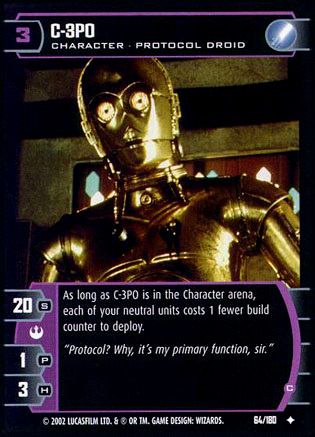 3
C-3PO
CHARACTER · PROTOCOL DROID
20 S
As long as C-3PO is in the Character arena,
each of your neutral units costs 1 fewer build
counter to deploy.
1 P
“Protocol? Why, it’s my primary function, sir.”
3 H
C
© 2002 LUCASFILM LTD. & ® OR TM. GAME DESIGN: WIZARDS.
64/180